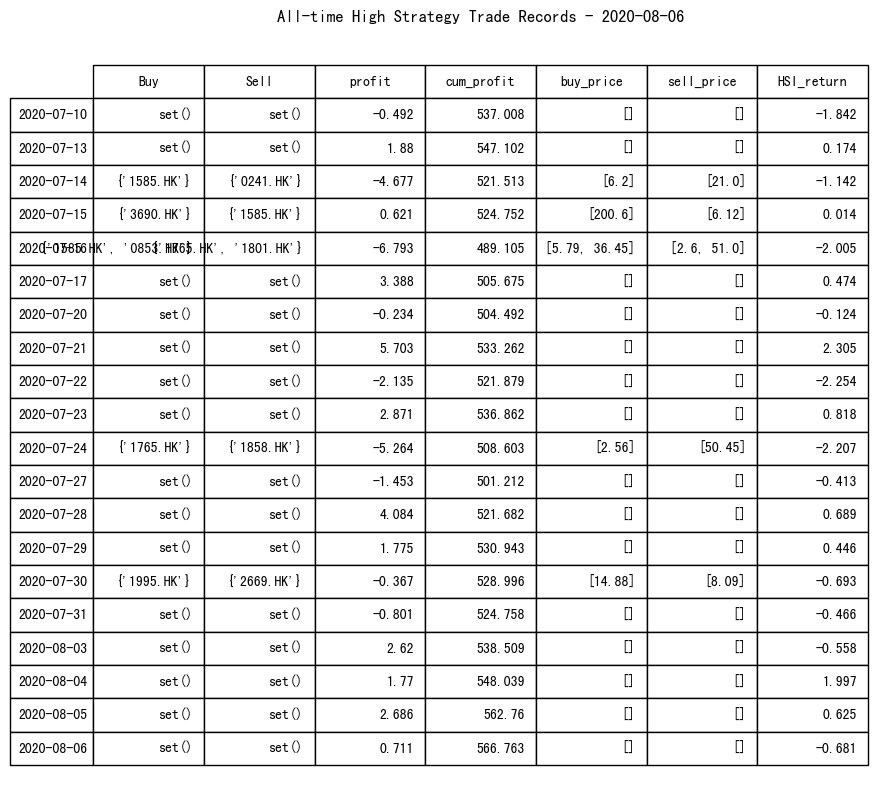 All-time High Strategy Trade Records - 2020-08-06
Buy Sell profit cum_profit buy_price sell_price HSI_return
2020-07-10 set() set() -0.492 537.008 [] [] -1.842
2020-07-13 set() set() 1.88 547.102 [] [] 0.174
2020-07-14 {'1585.HK'} {'0241.HK'} -4.677 521.513 [6.2] [21.0] -1.142
2020-07-15 {'3690.HK'} {'1585.HK'} 0.621 524.752 [200.6] [6.12] 0.014
'1801.HK'} -6.793 489.105 [5.79, 36.45] [2.6, 51.0] -2.005
2020-07-17 set() set() 3.388 505.675 [] [] 0.474
2020-07-20 set() set() -0.234 504.492 [] [] -0.124
2020-07-21 set() set() 5.703 533.262 [] [] 2.305
2020-07-22 set() set() -2.135 521.879 [] [] -2.254
2020-07-23 set() set() 2.871 536.862 [] [] 0.818
2020-07-24 {'1765.HK'} {'1858.HK'} -5.264 508.603 [2.56] [50.45] -2.207
2020-07-27 set() set() -1.453 501.212 [] [] -0.413
2020-07-28 set() set() 4.084 521.682 [] [] 0.689
2020-07-29 set() set() 1.775 530.943 [] [] 0.446
2020-07-30 {'1995.HK'} {'2669.HK'} -0.367 528.996 [14.88] [8.09] -0.693
2020-07-31 set() set() -0.801 524.758 [] [] -0.466
2020-08-03 set() set() 2.62 538.509 [] [] -0.558
2020-08-04 set() set() 1.77 548.039 [] [] 1.997
2020-08-05 set() set() 2.686 562.76 [] [] 0.625
2020-08-06 set() set() 0.711 566.763 [] [] -0.681